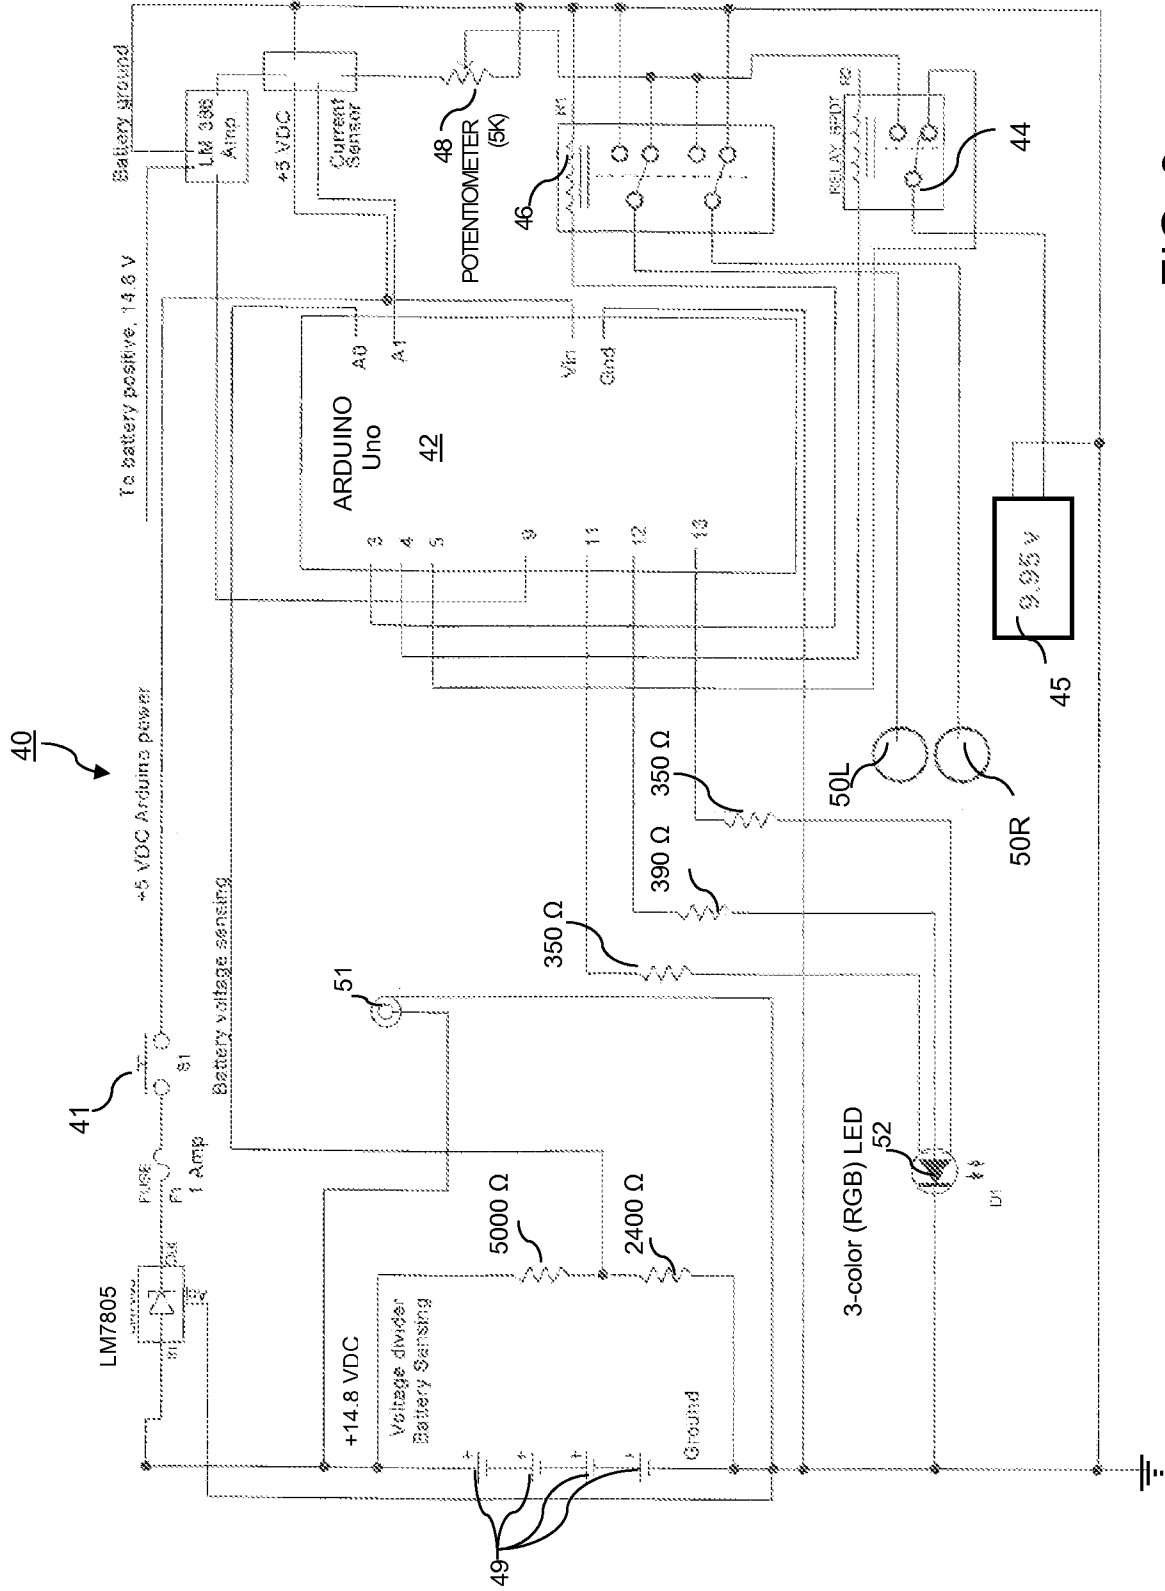 40
41
LM7805
In
Out
FUSE
F1
1 Amp
S1
+5 VDC Arduino power
Battery voltage sensing
To battery positive, 14.8 V
Battery ground
LM 386
Amp
+5 VDC
Current
Sensor
48
POTENTIOMETER
(5K)
46
R1
RELAY SPDT
R2
44
ARDUINO
Uno
42
A0
A1
Vin
Gnd
3
4
5
9
11
12
13
51
+14.8 VDC
Voltage divider
Battery Sensing
5000 Ω
2400 Ω
Ground
49
350 Ω
390 Ω
350 Ω
3-color (RGB) LED
52
D1
50L
50R
45
9.95 v